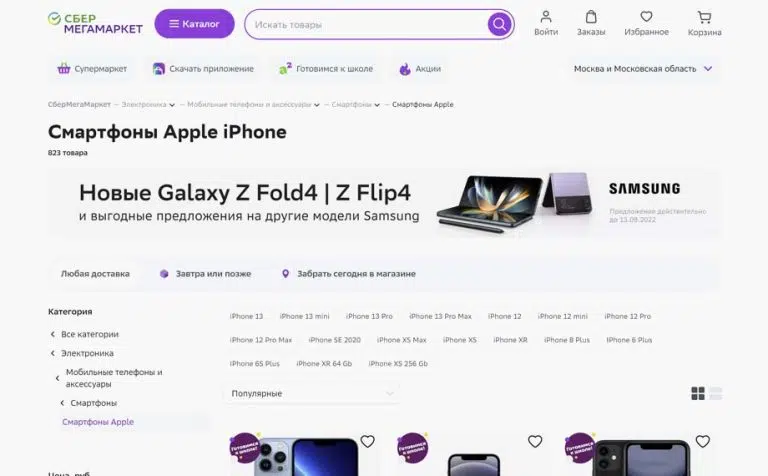 СБЕР
МЕГАМАРКЕТ
Каталог
Искать товары
Войти
Заказы
Избранное
Корзина
Супермаркет
Скачать приложение
Готовимся к школе
Акции
Москва и Московская область
СберМегаМаркет — Электроника — Мобильные телефоны и аксессуары — Смартфоны — Смартфоны Apple
Смартфоны Apple iPhone
823 товара
Новые Galaxy Z Fold4 | Z Flip4
и выгодные предложения на другие модели Samsung
SAMSUNG
Предложение действительно
до 13.09.2022
Любая доставка
Завтра или позже
Забрать сегодня в магазине
Категория
Все категории
Электроника
Мобильные телефоны и
аксессуары
Смартфоны
Смартфоны Apple
iPhone 13 iPhone 13 mini iPhone 13 Pro iPhone 13 Pro Max iPhone 12 iPhone 12 mini iPhone 12 Pro
iPhone 12 Pro Max iPhone SE 2020 iPhone XS Max iPhone XS iPhone XR iPhone 8 Plus iPhone 6 Plus
iPhone 6S Plus iPhone XR 64 Gb iPhone XS 256 Gb
Популярные
Готовимся к школе
Готовимся к школе
Готовимся к школе
Цена, руб.